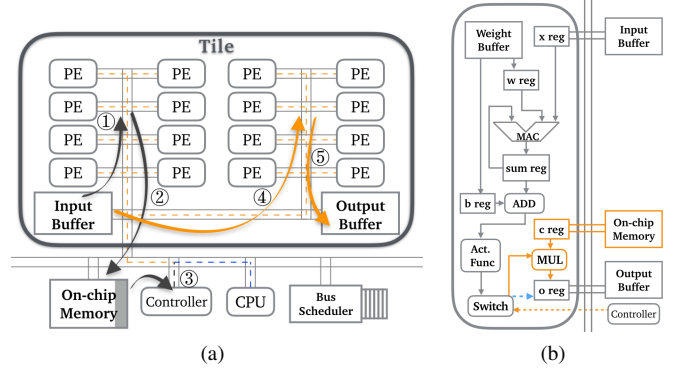 Tile
PE PE PE PE
PE PE PE PE
①
PE PE PE PE
⑤
PE PE PE PE
② ④
Input
Buffer
Output
Buffer
③
On-chip
Memory
Controller
CPU
Bus
Scheduler
(a)
Weight
Buffer
x reg
Input
Buffer
w reg
MAC
sum reg
b reg
ADD
c reg
On-chip
Memory
Act.
Func
MUL
o reg
Output
Buffer
Switch
Controller
(b)